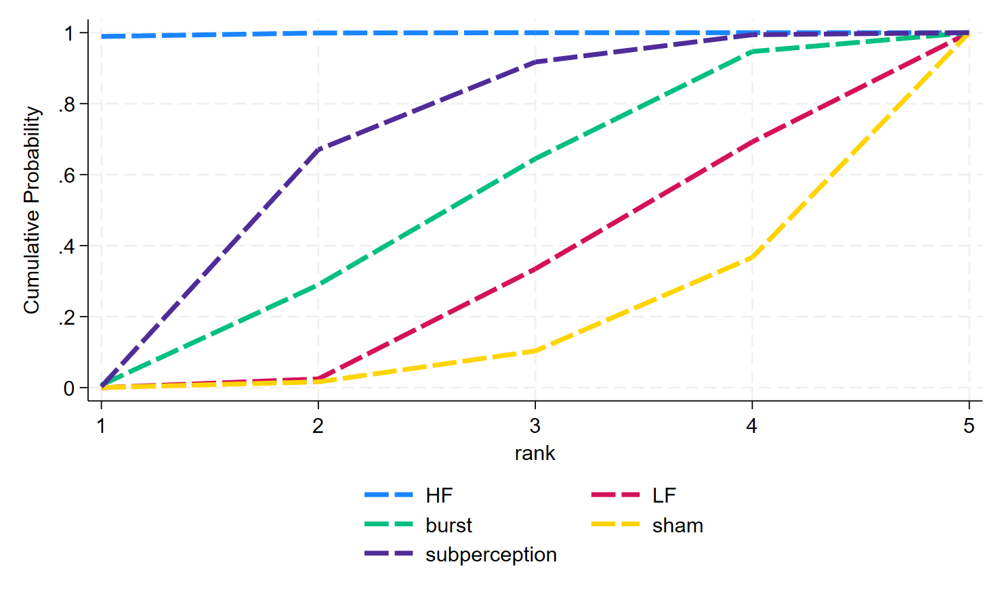 Cumulative Probability
1
.8
.6
.4
.2
0
1 2 3 4 5
rank
HF LF
burst sham
subperception